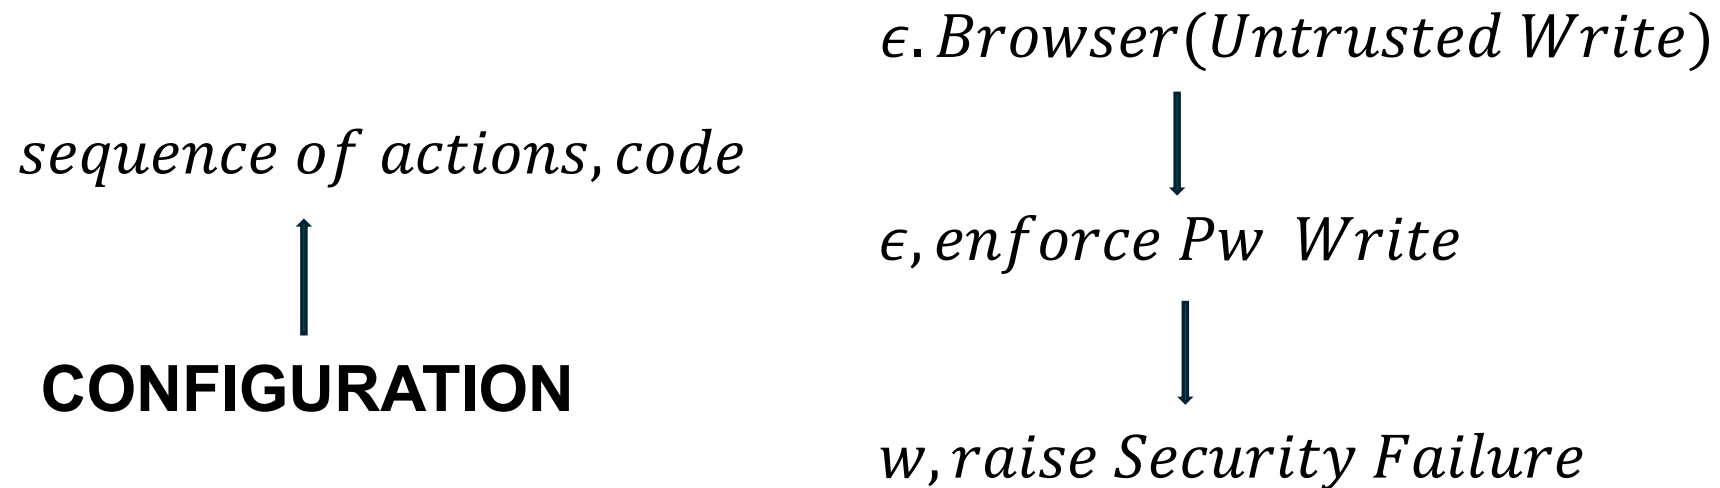 sequence of actions, code
CONFIGURATION
ϵ. Browser(Untrusted Write)
ϵ, enforce Pw Write
w, raise Security Failure